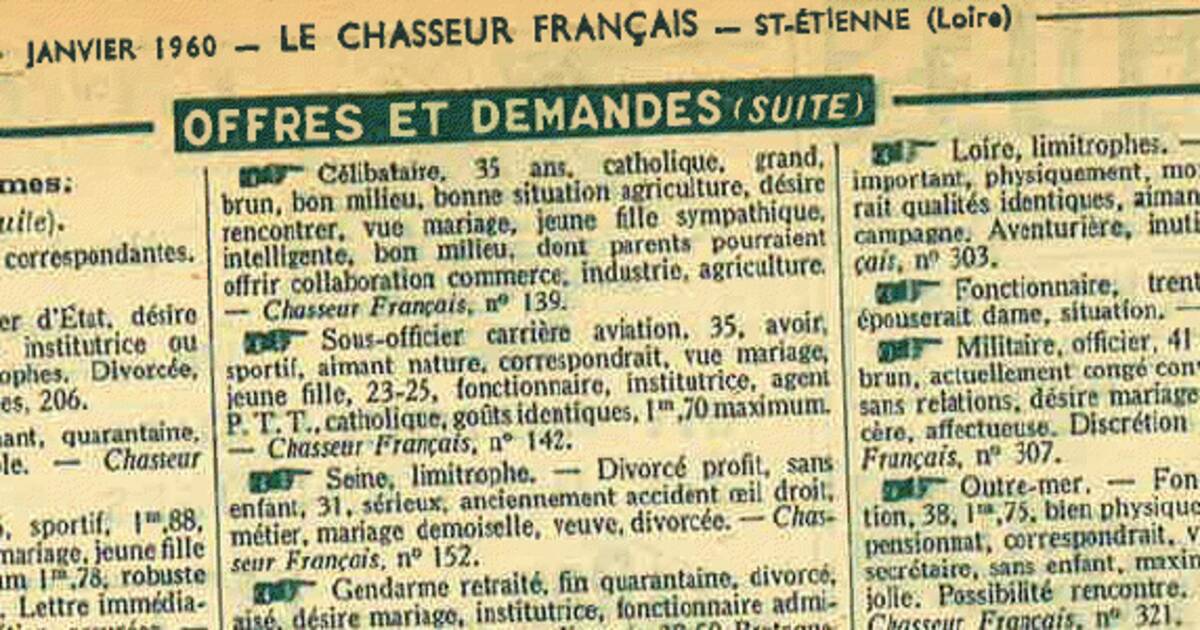 JANVIER 1960 — LE CHASSEUR FRANÇAIS — ST-ÉTIENNE (Loire)
OFFRES ET DEMANDES (SUITE)
mes:
uite).
correspondantes.
er d'État, désire
institutrice ou
ophes. Divorcée,
es, 206.
ant, quarantaine,
le. — Chasseur
, sportif, 1m,88,
mariage, jeune fille
um 1m,78, robuste
. Lettre immédia-
Célibataire, 35 ans, catholique, grand,
brun, bon milieu, bonne situation agriculture, désire
rencontrer, vue mariage, jeune fille sympathique,
intelligente, bon milieu, dont parents pourraient
offrir collaboration commerce, industrie, agriculture.
— Chasseur Français, nº 139.
Sous-officier carrière aviation, 35, avoir,
sportif, aimant nature, correspondrait, vue mariage,
jeune fille, 23-25, fonctionnaire, institutrice, agent
P. T. T., catholique, goûts identiques, 1m,70 maximum.
— Chasseur Français, nº 142.
Seine, limitrophe. — Divorcé profit, sans
enfant, 31, sérieux, anciennement accident œil droit,
métier, mariage demoiselle, veuve, divorcée. — Chas-
seur Français, nº 152.
Gendarme retraité, fin quarantaine, divorcé,
aisé, désire mariage, institutrice, fonctionnaire admi-
Loire, limitrophes. —
important, physiquement, mo
rait qualités identiques, aiman
campagne. Aventurière, inuti
çais, nº 303.
Fonctionnaire, trent
épouserait dame, situation. —
Militaire, officier, 41
brun, actuellement congé con
sans relations, désire mariage
cère, affectueuse. Discrétion
Français, nº 307.
Outre-mer. — Fon
tion, 38, 1m,75, bien physique
pensionnat, correspondrait, v
secrétaire, sans enfant, maxim
jolie. Possibilité rencontre.
Chasseur Français, nº 321.